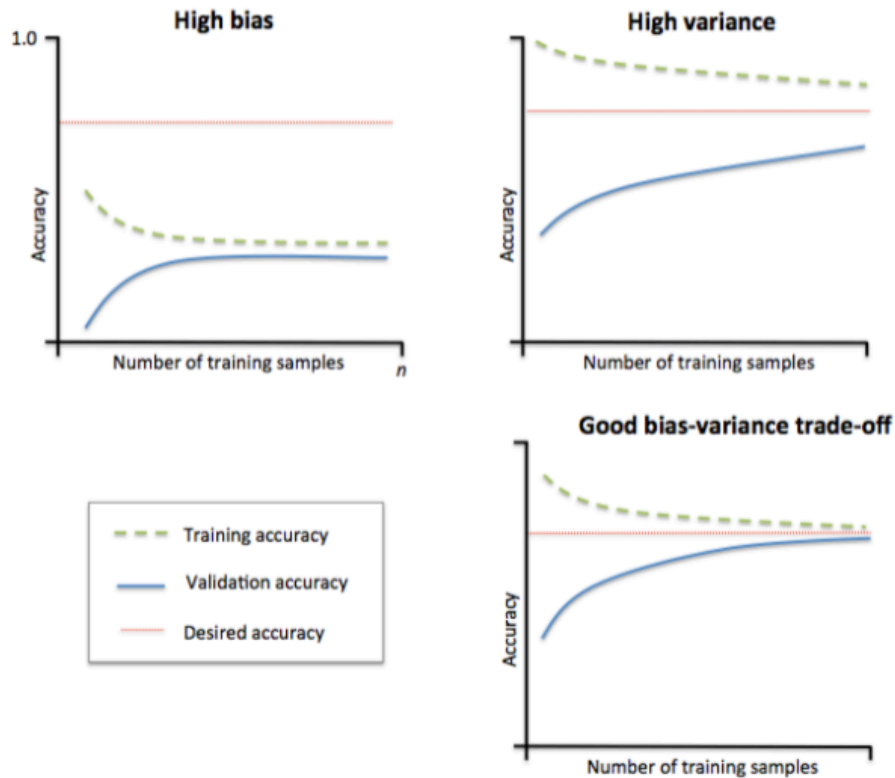 High bias
1.0
Accuracy
Number of training samples
n
High variance
Accuracy
Number of training samples
Good bias-variance trade-off
Accuracy
Number of training samples
Training accuracy
Validation accuracy
Desired accuracy